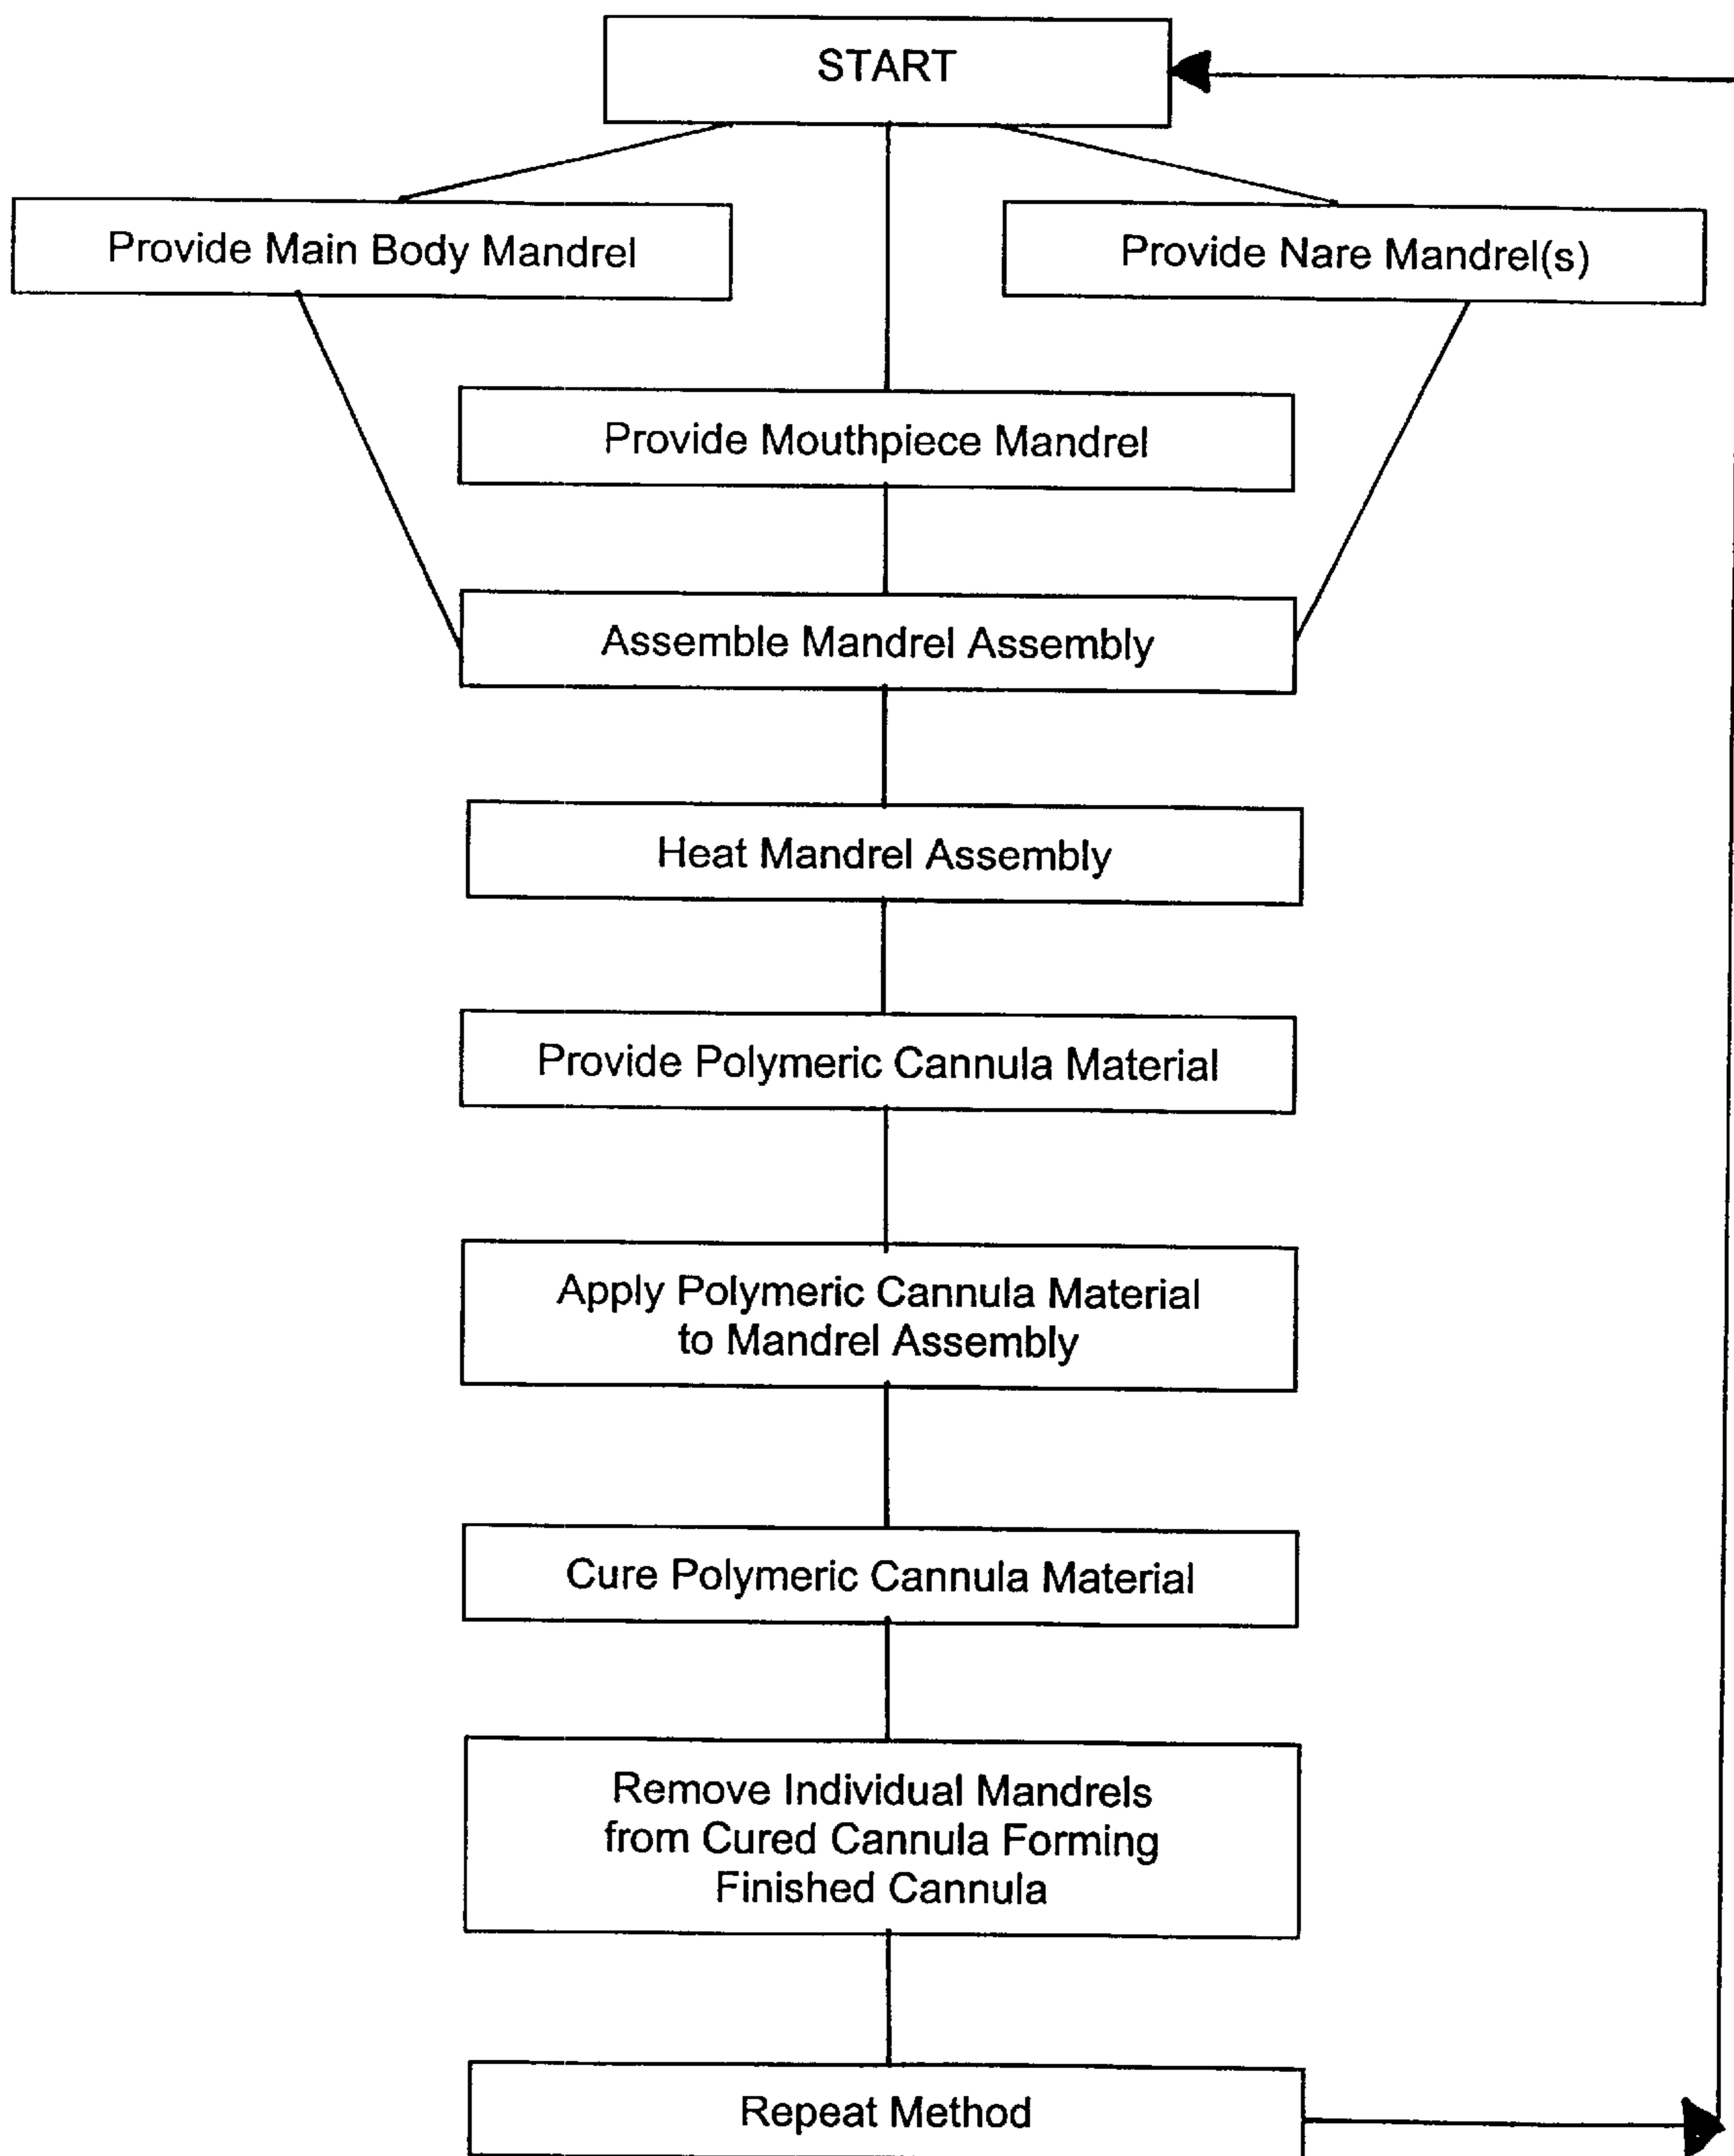 START
Provide Main Body Mandrel
Provide Nare Mandrel(s)
Provide Mouthpiece Mandrel
Assemble Mandrel Assembly
Heat Mandrel Assembly
Provide Polymeric Cannula Material
Apply Polymeric Cannula Material
to Mandrel Assembly
Cure Polymeric Cannula Material
Remove Individual Mandrels
from Cured Cannula Forming
Finished Cannula
Repeat Method